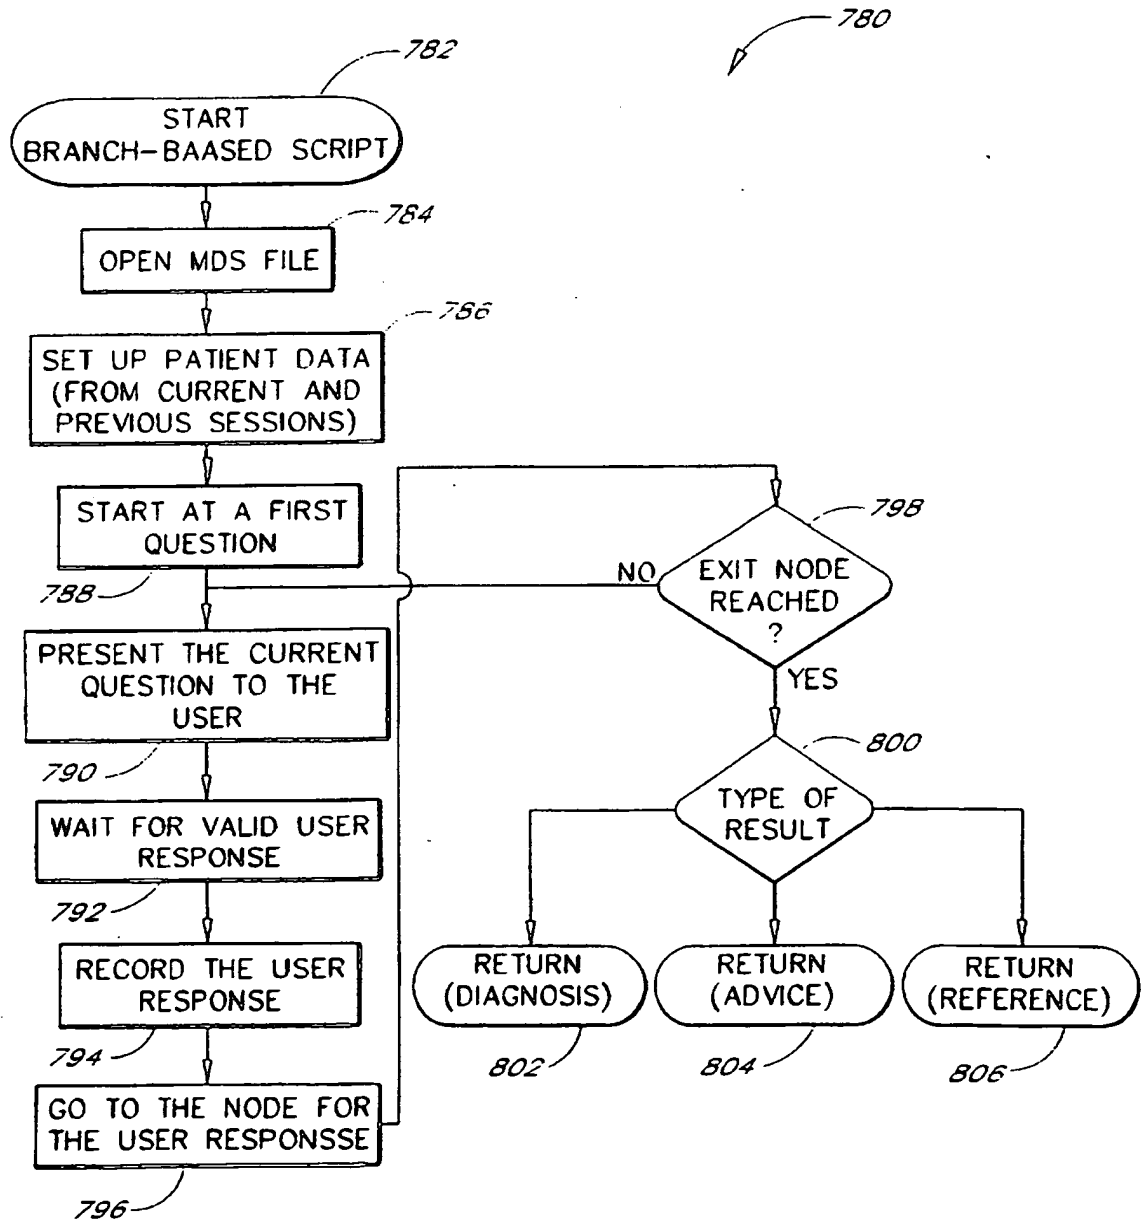 780
782
START
BRANCH-BAASED SCRIPT
784
OPEN MDS FILE
786
SET UP PATIENT DATA
(FROM CURRENT AND
PREVIOUS SESSIONS)
START AT A FIRST
QUESTION
788
PRESENT THE CURRENT
QUESTION TO THE
USER
790
WAIT FOR VALID USER
RESPONSE
792
RECORD THE USER
RESPONSE
794
GO TO THE NODE FOR
THE USER RESPONSSE
796
798
EXIT NODE
REACHED
?
NO
YES
800
TYPE OF
RESULT
RETURN
(DIAGNOSIS)
802
RETURN
(ADVICE)
804
RETURN
(REFERENCE)
806